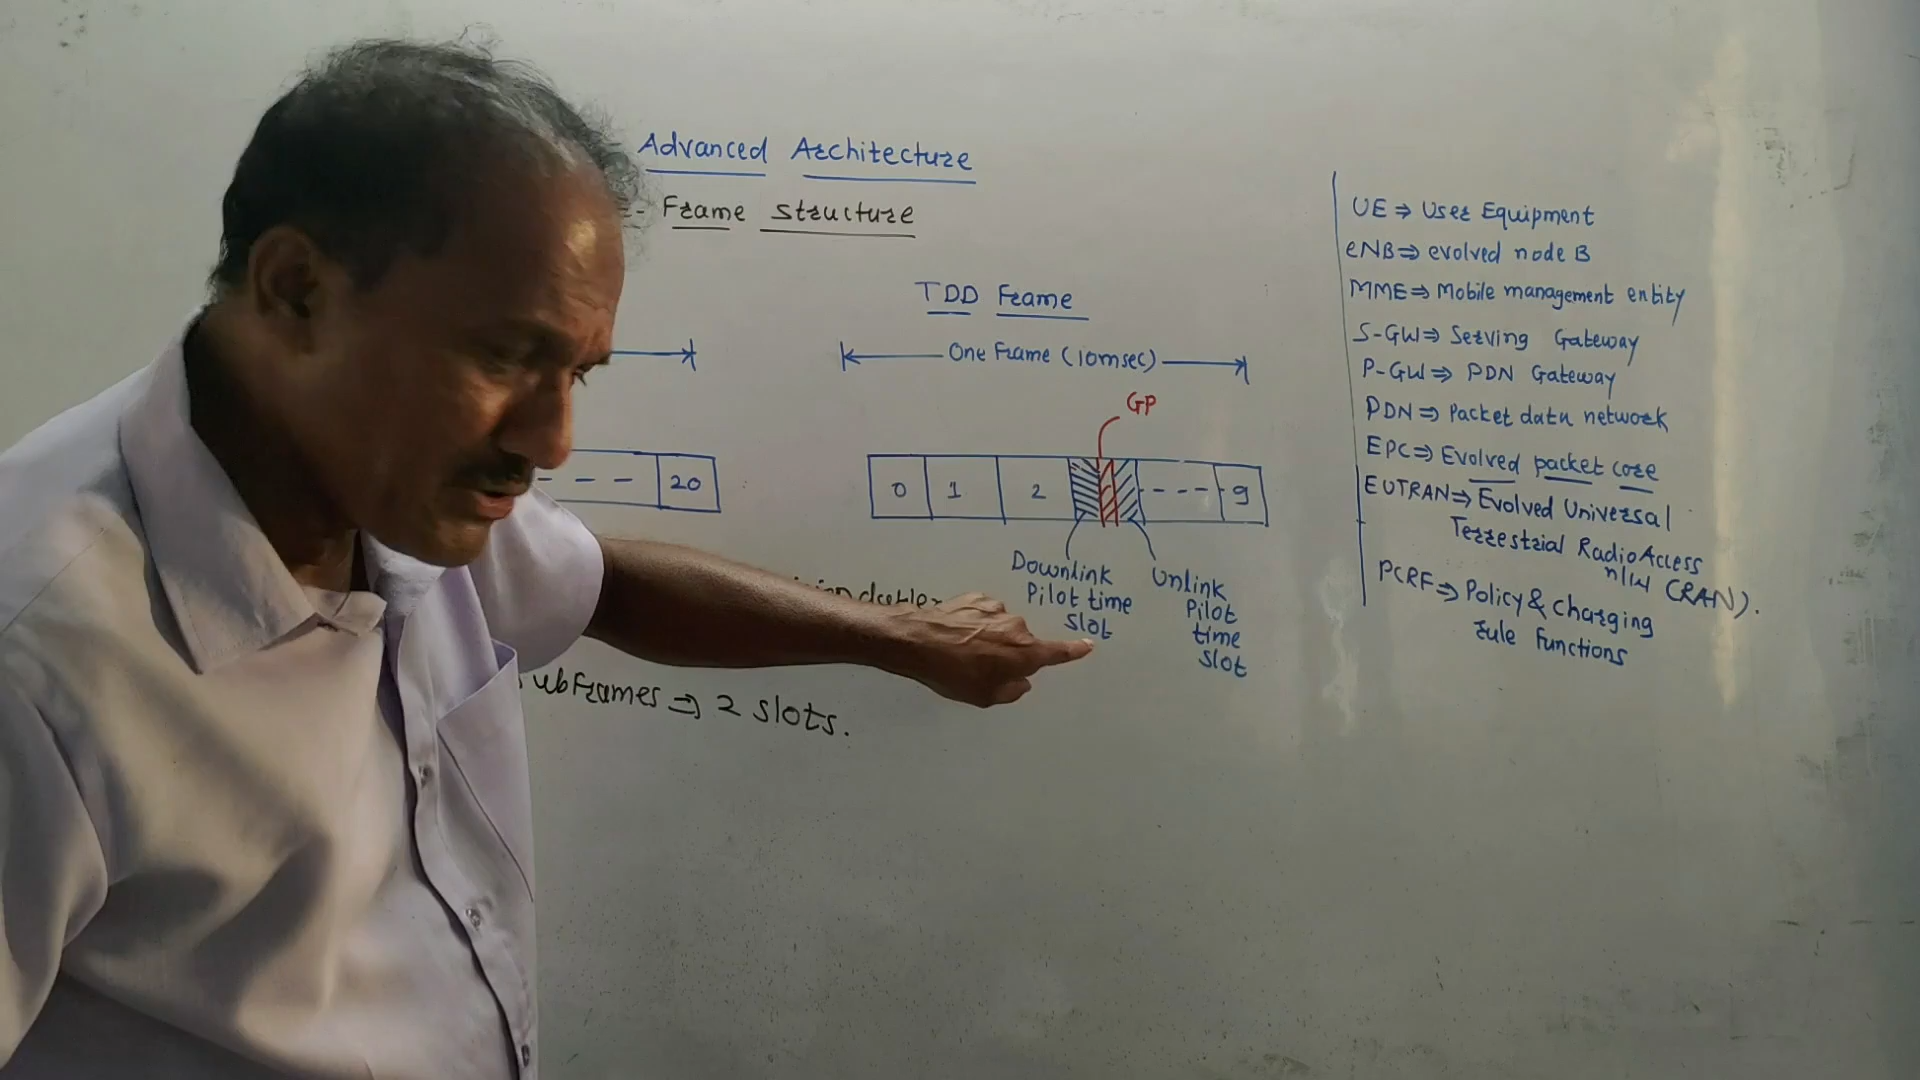 Advanced Architecture
- Frame structure
TDD Frame
One Frame (10msec)
GP
20
0 1 2 - - - - 9
Downlink
Pilot time
slot
Unlink
Pilot
time
slot
ubframes ⇒ 2 slots.
UE ⇒ User Equipment
eNB ⇒ evolved node B
MME ⇒ Mobile management entity
S-GW ⇒ Serving Gateway
P-GW ⇒ PDN Gateway
PDN ⇒ Packet data network
EPC ⇒ Evolved packet core
EUTRAN ⇒ Evolved Universal
Terrestrial Radio Access
n/w (RAN).
PCRF ⇒ Policy & charging
rule functions